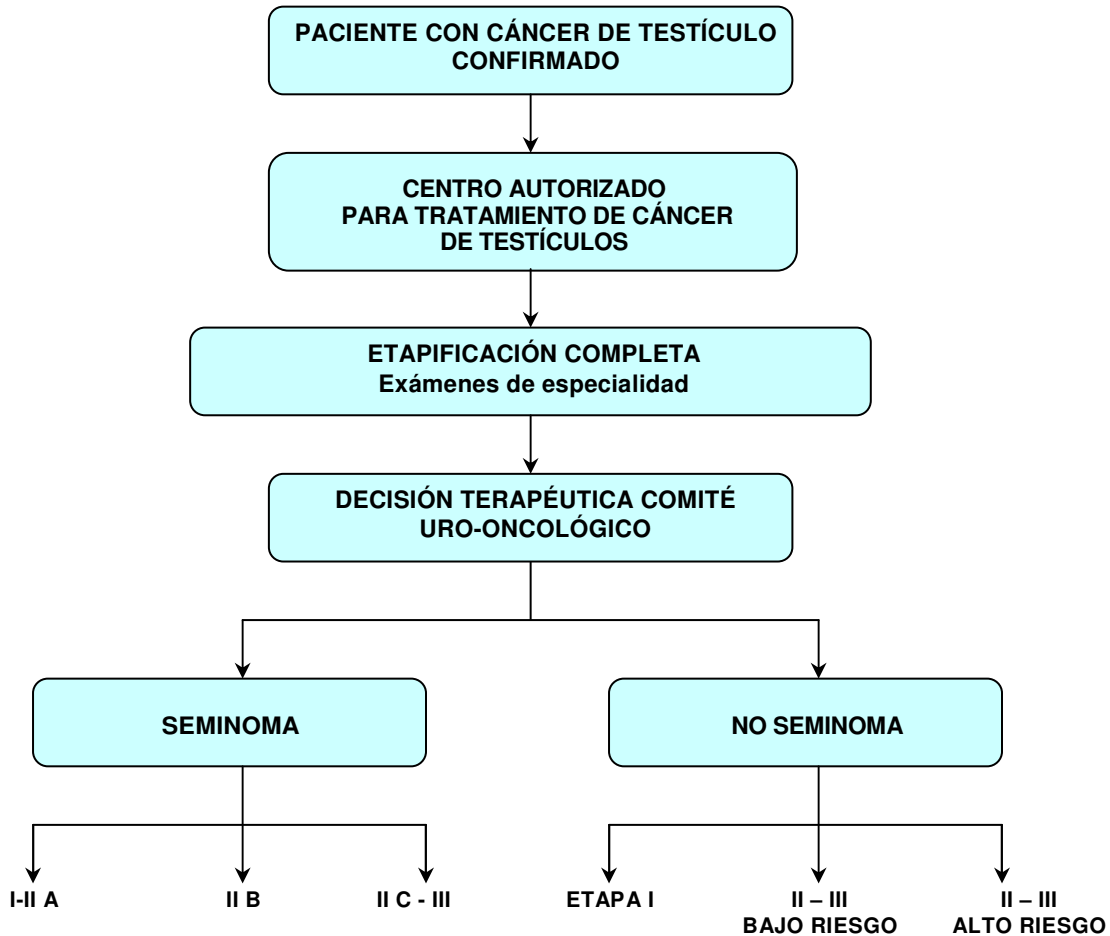 PACIENTE CON CÁNCER DE TESTÍCULO
CONFIRMADO
CENTRO AUTORIZADO
PARA TRATAMIENTO DE CÁNCER
DE TESTÍCULOS
ETAPIFICACIÓN COMPLETA
Exámenes de especialidad
DECISIÓN TERAPÉUTICA COMITÉ
URO-ONCOLÓGICO
SEMINOMA
NO SEMINOMA
I-II A
II B
II C - III
ETAPA I
II – III
BAJO RIESGO
II – III
ALTO RIESGO